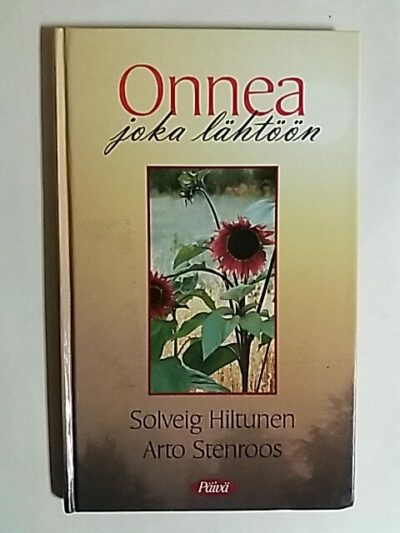 Onnea
joka lähtöön
Solveig Hiltunen
Arto Stenroos
Päivä